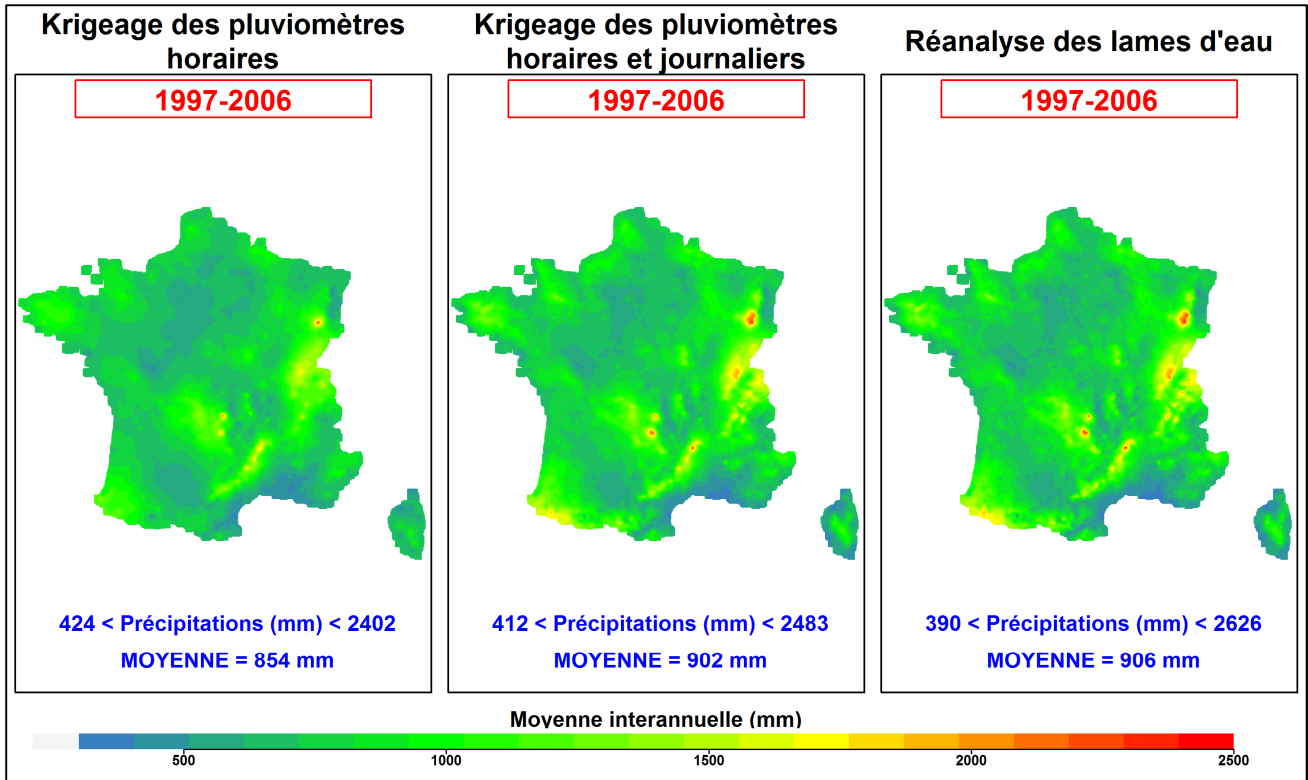 Krigeage des pluviomètres
horaires
1997-2006
424 < Précipitations (mm) < 2402
MOYENNE = 854 mm
Krigeage des pluviomètres
horaires et journaliers
1997-2006
412 < Précipitations (mm) < 2483
MOYENNE = 902 mm
Réanalyse des lames d'eau
1997-2006
390 < Précipitations (mm) < 2626
MOYENNE = 906 mm
Moyenne interannuelle (mm)
500 1000 1500 2000 2500